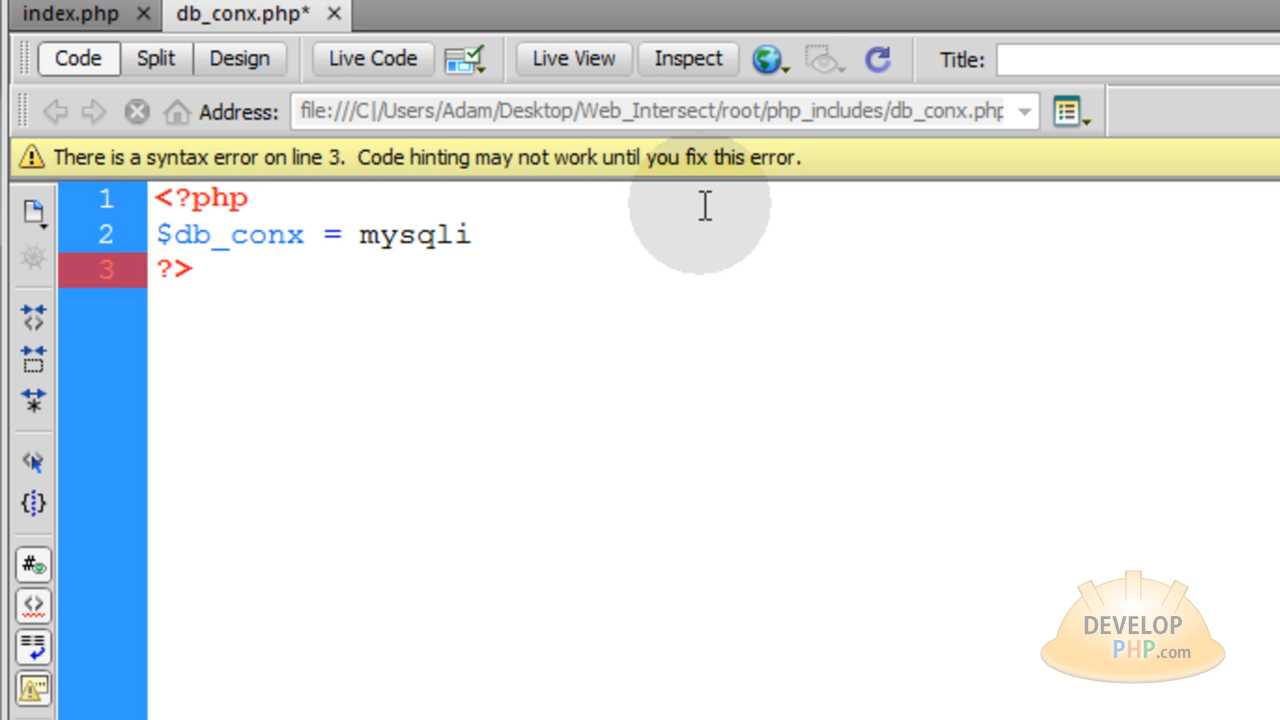 index.php db_conx.php*
Code Split Design Live Code Live View Inspect Title:
Address: file:///C|/Users/Adam/Desktop/Web_Intersect/root/php_includes/db_conx.php
There is a syntax error on line 3. Code hinting may not work until you fix this error.
1 <?php
2 $db_conx = mysqli
3 ?>
DEVELOP
PHP.com